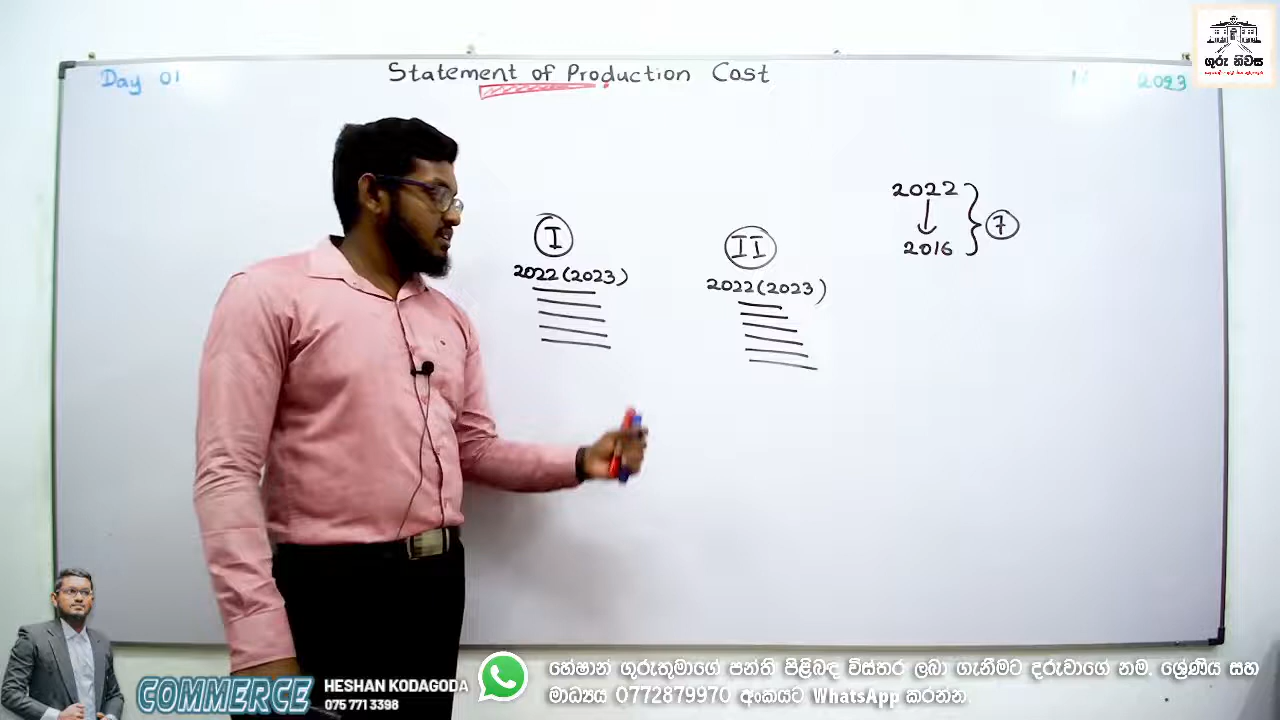 Day 01
Statement of Production Cost
2023
ගුරු නිවස
2022
2016
7
I
2022 (2023)
II
2022 (2023)
COMMERCE
HESHAN KODAGODA
075 771 3398
හේෂාන් ගුරුතුමාගේ පන්ති පිළිබඳ විස්තර ලබා ගැනීමට දරුවාගේ නම, ශ්‍රේණිය සහ
මාධ්‍යය 0772879970 අංකයට WhatsApp කරන්න.